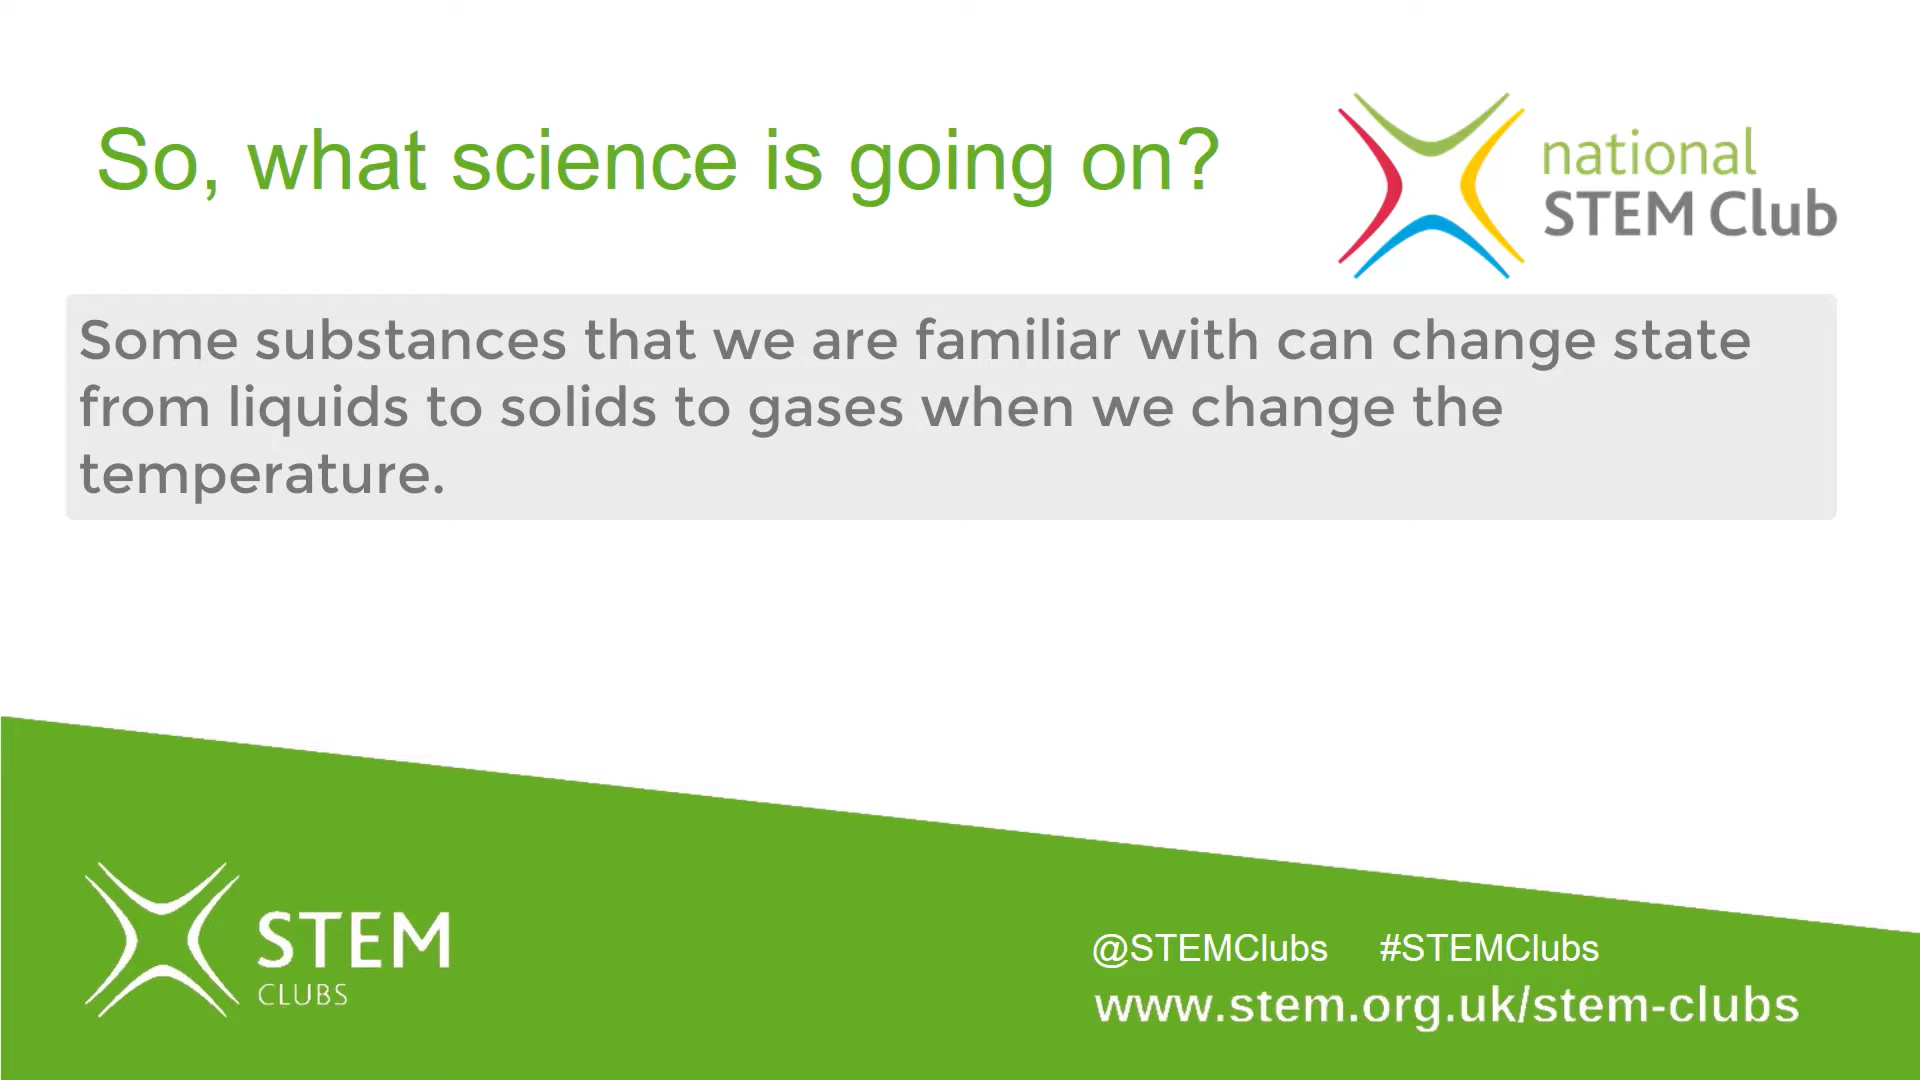 So, what science is going on?
national
STEM Club
Some substances that we are familiar with can change state
from liquids to solids to gases when we change the
temperature.
STEM
CLUBS
@STEMClubs #STEMClubs
www.stem.org.uk/stem-clubs